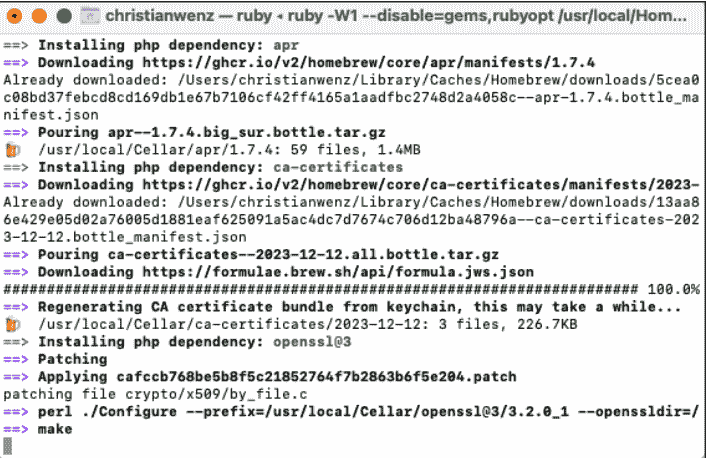 christianwenz — ruby ◂ ruby -W1 --disable=gems,rubyopt /usr/local/Hom...
==> Installing php dependency: apr
==> Downloading https://ghcr.io/v2/homebrew/core/apr/manifests/1.7.4
Already downloaded: /Users/christianwenz/Library/Caches/Homebrew/downloads/5cea0
c08bd37febcd8cd169db1e67b7106cf42ff4165a1aadfbc2748d2a4058c--apr-1.7.4.bottle_ma
nifest.json
==> Pouring apr--1.7.4.big_sur.bottle.tar.gz
🍺  /usr/local/Cellar/apr/1.7.4: 59 files, 1.4MB
==> Installing php dependency: ca-certificates
==> Downloading https://ghcr.io/v2/homebrew/core/ca-certificates/manifests/2023-
Already downloaded: /Users/christianwenz/Library/Caches/Homebrew/downloads/13aa8
6e429e05d02a76005d1881eaf625091a5ac4dc7d7674c706d12ba48796a--ca-certificates-202
3-12-12.bottle_manifest.json
==> Pouring ca-certificates--2023-12-12.all.bottle.tar.gz
==> Downloading https://formulae.brew.sh/api/formula.jws.json
######################################################################### 100.0%
==> Regenerating CA certificate bundle from keychain, this may take a while...
🍺  /usr/local/Cellar/ca-certificates/2023-12-12: 3 files, 226.7KB
==> Installing php dependency: openssl@3
==> Patching
==> Applying cafccb768be5b8f5c21852764f7b2863b6f5e204.patch
patching file crypto/x509/by_file.c
==> perl ./Configure --prefix=/usr/local/Cellar/openssl@3/3.2.0_1 --openssldir=/
==> make